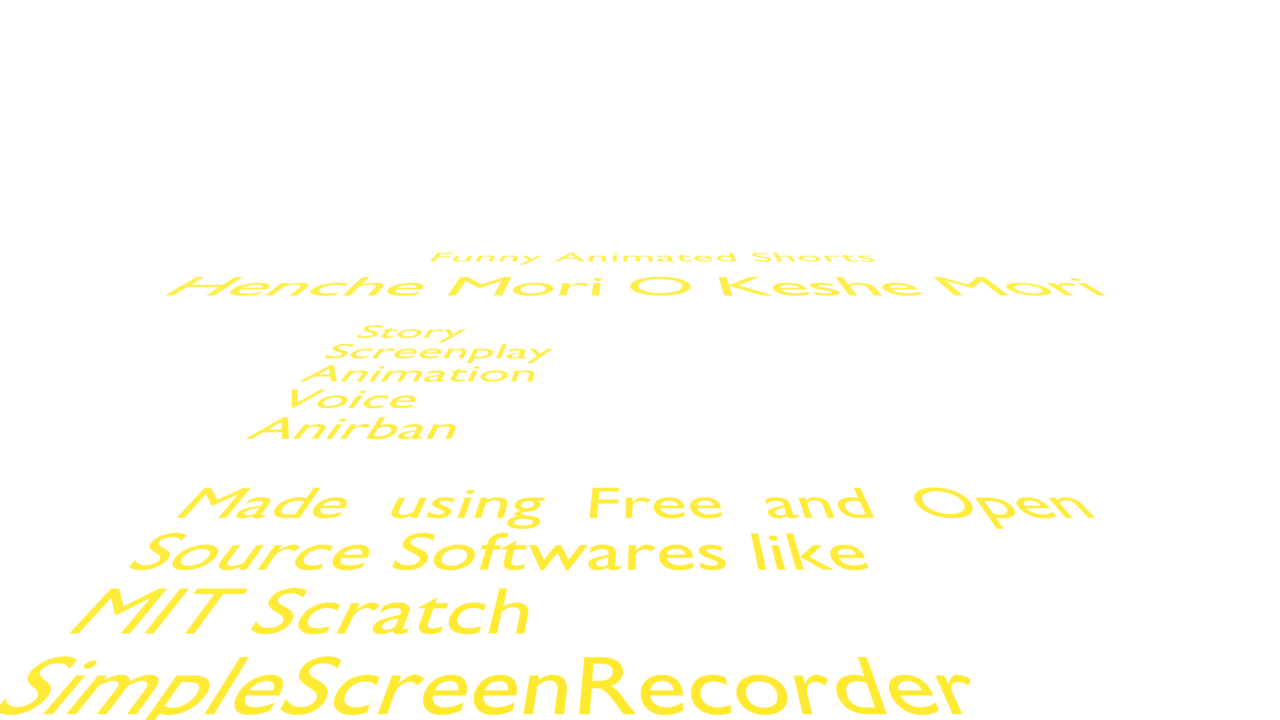 Funny Animated Shorts
Henche Mori O Keshe Mori
Story
Screenplay
Animation
Voice
Anirban
Made using Free and Open
Source Softwares like
MIT Scratch
SimpleScreenRecorder